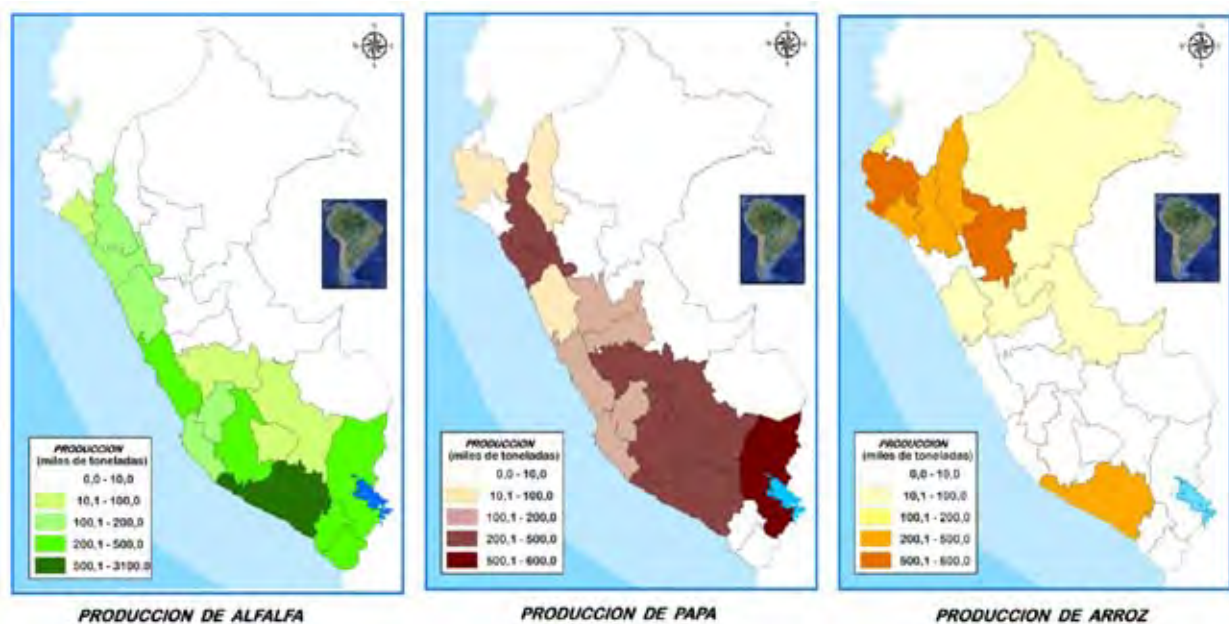 PRODUCCION
(miles de toneladas)
0,0 - 10,0
10,1 - 100,0
100,1 - 200,0
200,1 - 500,0
500,1 - 3100,0
PRODUCCION DE ALFALFA
PRODUCCION
(miles de toneladas)
0,0 - 10,0
10,1 - 100,0
100,1 - 200,0
200,1 - 500,0
500,1 - 600,0
PRODUCCION DE PAPA
PRODUCCION
(miles de toneladas)
0,0 - 10,0
10,1 - 100,0
100,1 - 200,0
200,1 - 500,0
500,1 - 600,0
PRODUCCION DE ARROZ